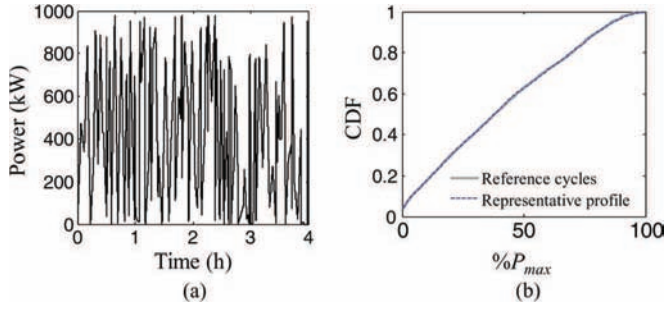 1000
800
600
400
200
0
Power (kW)
0 1 2 3 4
Time (h)
(a)
1
0.8
0.6
0.4
0.2
0
CDF
Reference cycles
Representative profile
0 50 100
%Pmax
(b)